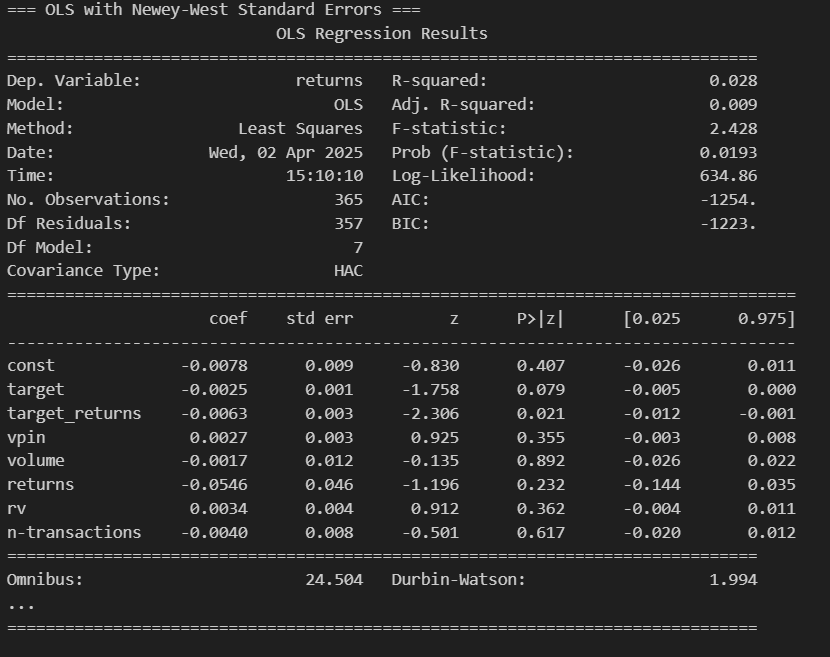 === OLS with Newey-West Standard Errors ===
OLS Regression Results
==============================================================================
Dep. Variable: returns R-squared: 0.028
Model: OLS Adj. R-squared: 0.009
Method: Least Squares F-statistic: 2.428
Date: Wed, 02 Apr 2025 Prob (F-statistic): 0.0193
Time: 15:10:10 Log-Likelihood: 634.86
No. Observations: 365 AIC: -1254.
Df Residuals: 357 BIC: -1223.
Df Model: 7
Covariance Type: HAC
==================================================================================
coef std err z P>|z| [0.025 0.975]
----------------------------------------------------------------------------------
const -0.0078 0.009 -0.830 0.407 -0.026 0.011
target -0.0025 0.001 -1.758 0.079 -0.005 0.000
target_returns -0.0063 0.003 -2.306 0.021 -0.012 -0.001
vpin 0.0027 0.003 0.925 0.355 -0.003 0.008
volume -0.0017 0.012 -0.135 0.892 -0.026 0.022
returns -0.0546 0.046 -1.196 0.232 -0.144 0.035
rv 0.0034 0.004 0.912 0.362 -0.004 0.011
n-transactions -0.0040 0.008 -0.501 0.617 -0.020 0.012
==============================================================================
Omnibus: 24.504 Durbin-Watson: 1.994
...
==============================================================================